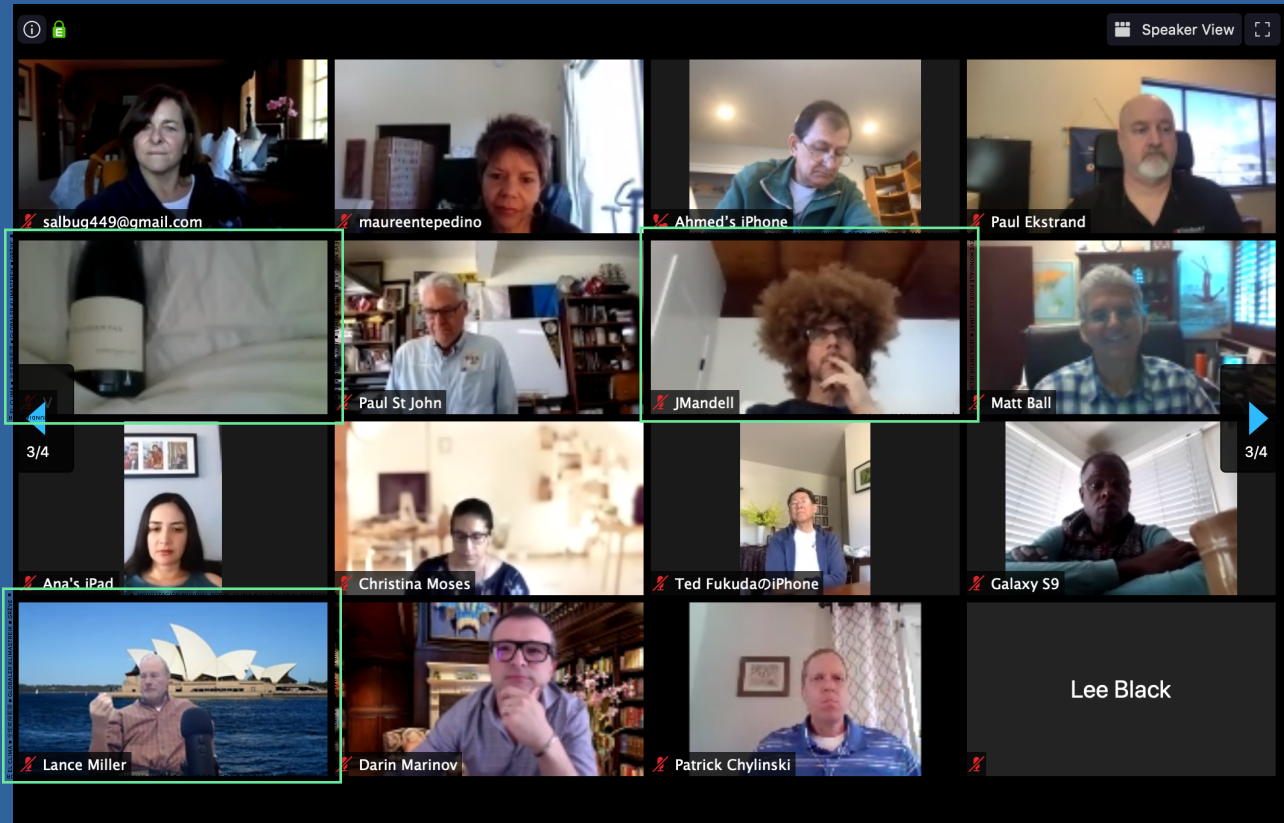 Speaker View
salbug449@gmail.com
maureentepedino
Ahmed's iPhone
Paul Ekstrand
V
Paul St John
JMandell
Matt Ball
3/4
3/4
Ana's iPad
Christina Moses
Ted FukudaのiPhone
Galaxy S9
Lance Miller
Darin Marinov
Patrick Chylinski
Lee Black